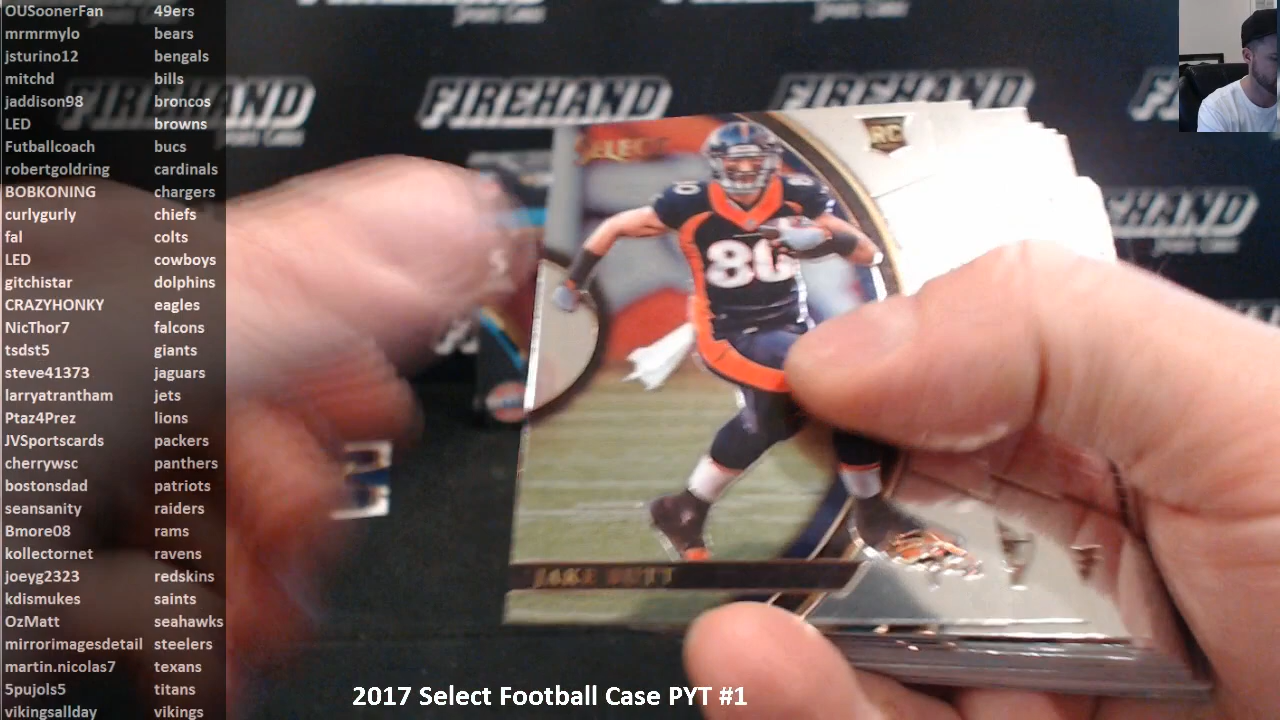 OUSoonerFan 49ers
mrmrmylo bears
jsturino12 bengals
mitchd bills
jaddison98 broncos
LED browns
Futballcoach bucs
robertgoldring cardinals
BOBKONING chargers
curlygurly chiefs
fal colts
LED cowboys
gitchistar dolphins
CRAZYHONKY eagles
NicThor7 falcons
tsdst5 giants
steve41373 jaguars
larryatrantham jets
Ptaz4Prez lions
JVSportscards packers
cherrywsc panthers
bostonsdad patriots
seansanity raiders
Bmore08 rams
kollectornet ravens
joeyg2323 redskins
kdismukes saints
OzMatt seahawks
mirrorimagesdetail steelers
martin.nicolas7 texans
5pujols5 titans
vikingsallday vikings
FIREHAND
FIREHAND
FIREHAND
HAND
SELECT
RC
80
80
JAKE BUTT
2017 Select Football Case PYT #1